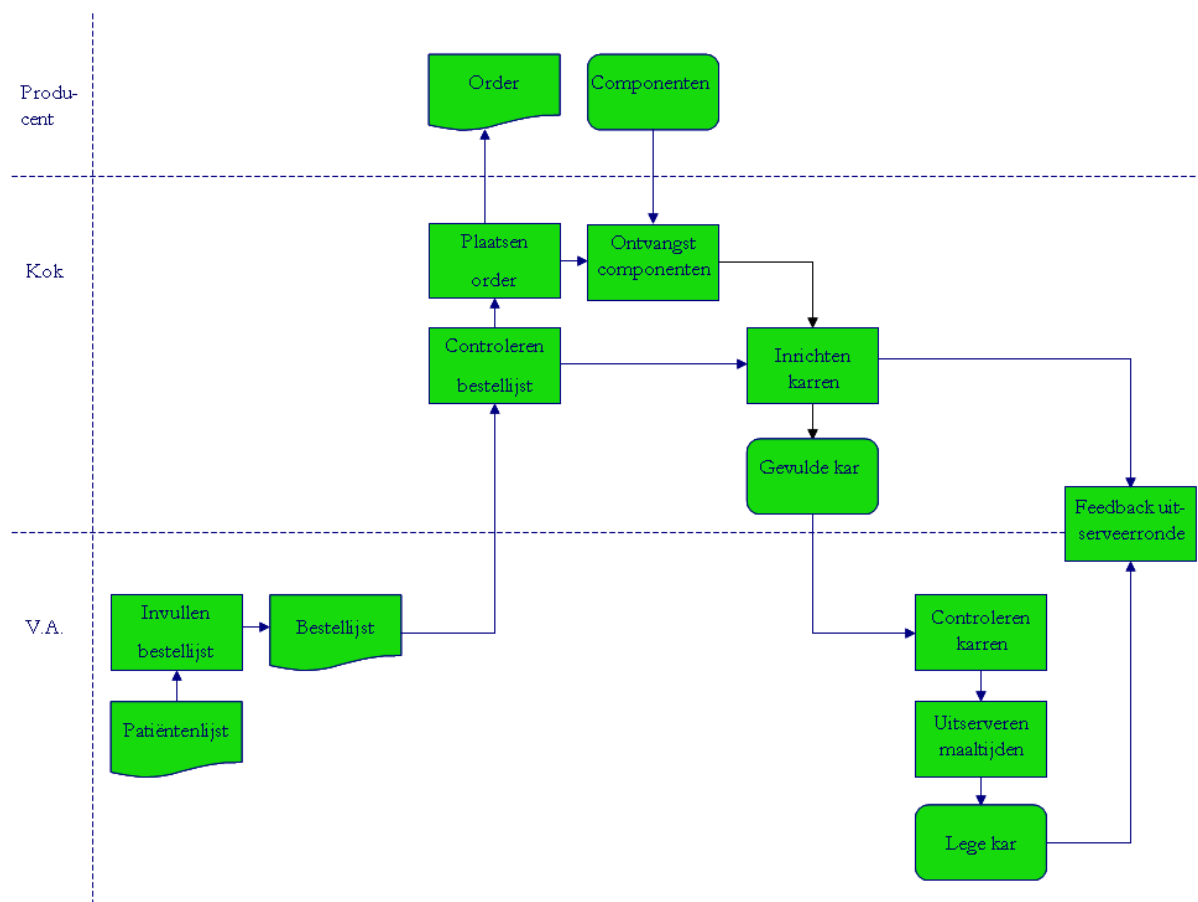 Order
Componenten
Produ-
cent
Plaatsen
order
Ontvangst
componenten
Kok
Controleren
bestellijst
Inrichten
karren
Gevulde kar
Feedback uit-
serveerronde
V.A.
Invullen
bestellijst
Bestellijst
Controleren
karren
Patiëntenlijst
Uitserveren
maaltijden
Lege kar